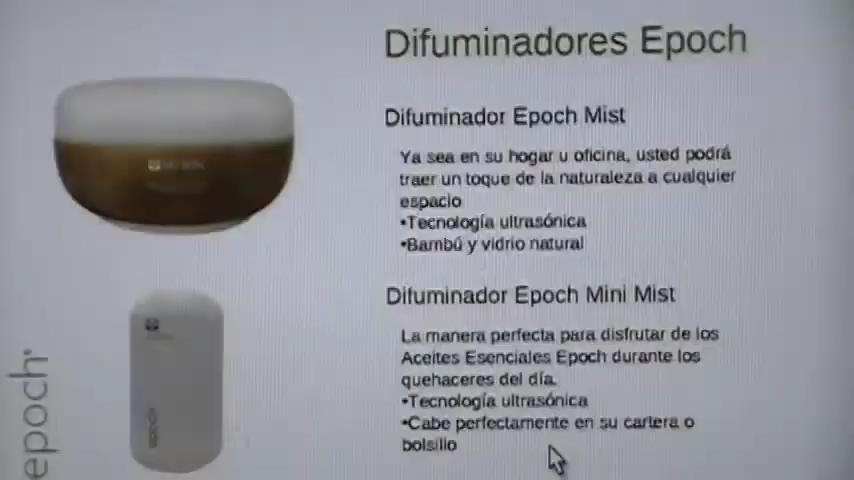 Difuminadores Epoch
Difuminador Epoch Mist
Ya sea en su hogar u oficina, usted podrá
traer un toque de la naturaleza a cualquier
espacio
•Tecnología ultrasónica
•Bambú y vidrio natural
Difuminador Epoch Mini Mist
La manera perfecta para disfrutar de los
Aceites Esenciales Epoch durante los
quehaceres del día.
•Tecnología ultrasónica
•Cabe perfectamente en su cartera o
bolsillo
epoch
epoch®